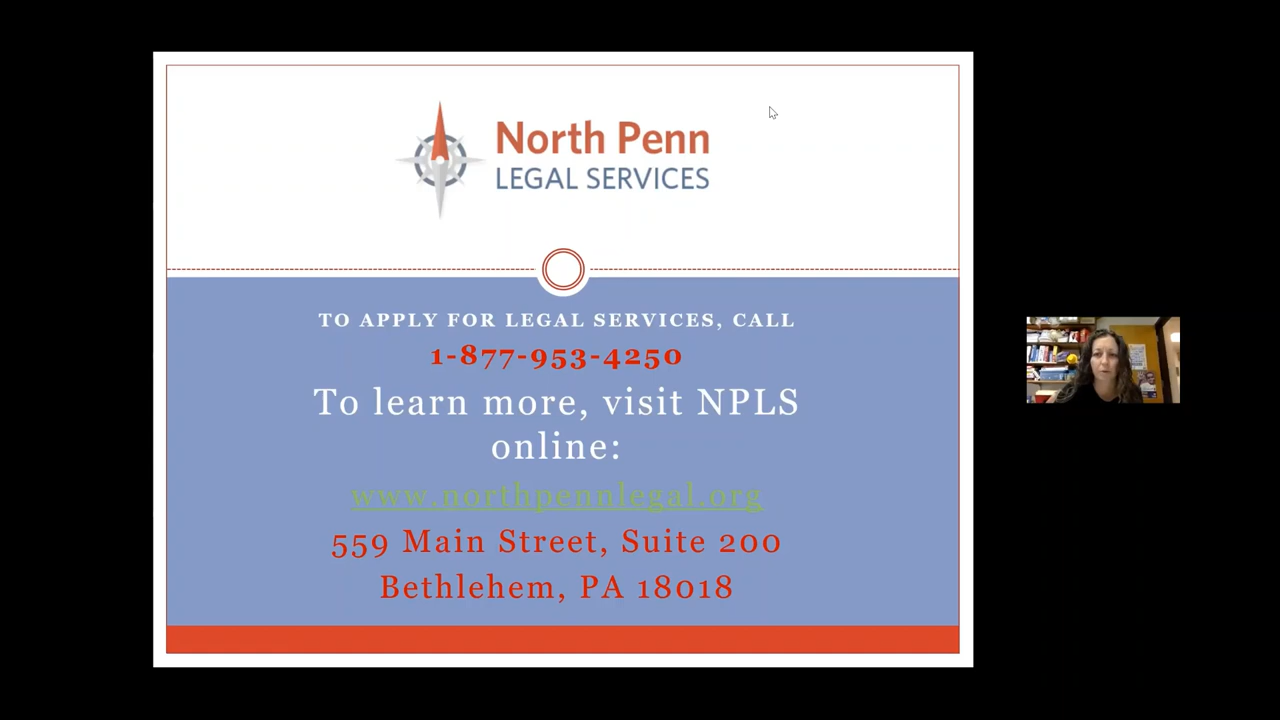 North Penn
LEGAL SERVICES
TO APPLY FOR LEGAL SERVICES, CALL
1-877-953-4250
To learn more, visit NPLS
online:
www.northpennlegal.org
559 Main Street, Suite 200
Bethlehem, PA 18018